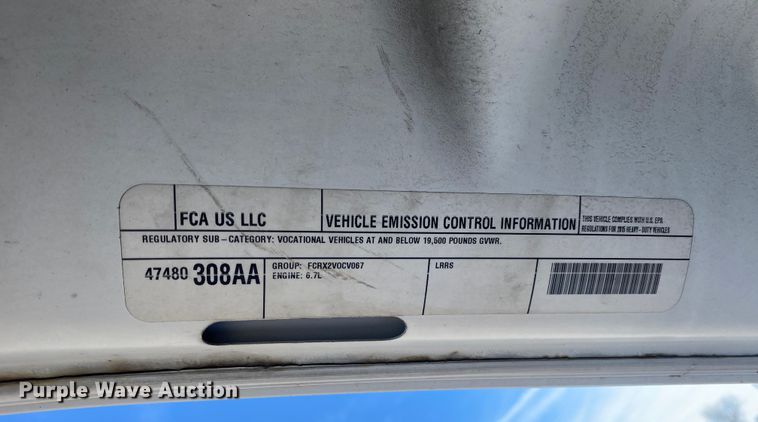 FCA US LLC
VEHICLE EMISSION CONTROL INFORMATION
THIS VEHICLE COMPLIES WITH U.S. EPA
REGULATIONS FOR 2015 HEAVY-DUTY VEHICLES
REGULATORY SUB-CATEGORY: VOCATIONAL VEHICLES AT AND BELOW 19,500 POUNDS GVWR.
47480 308AA
GROUP: FCRX2VOCV067
ENGINE: 6.7L
LRRS
Purple Wave Auction